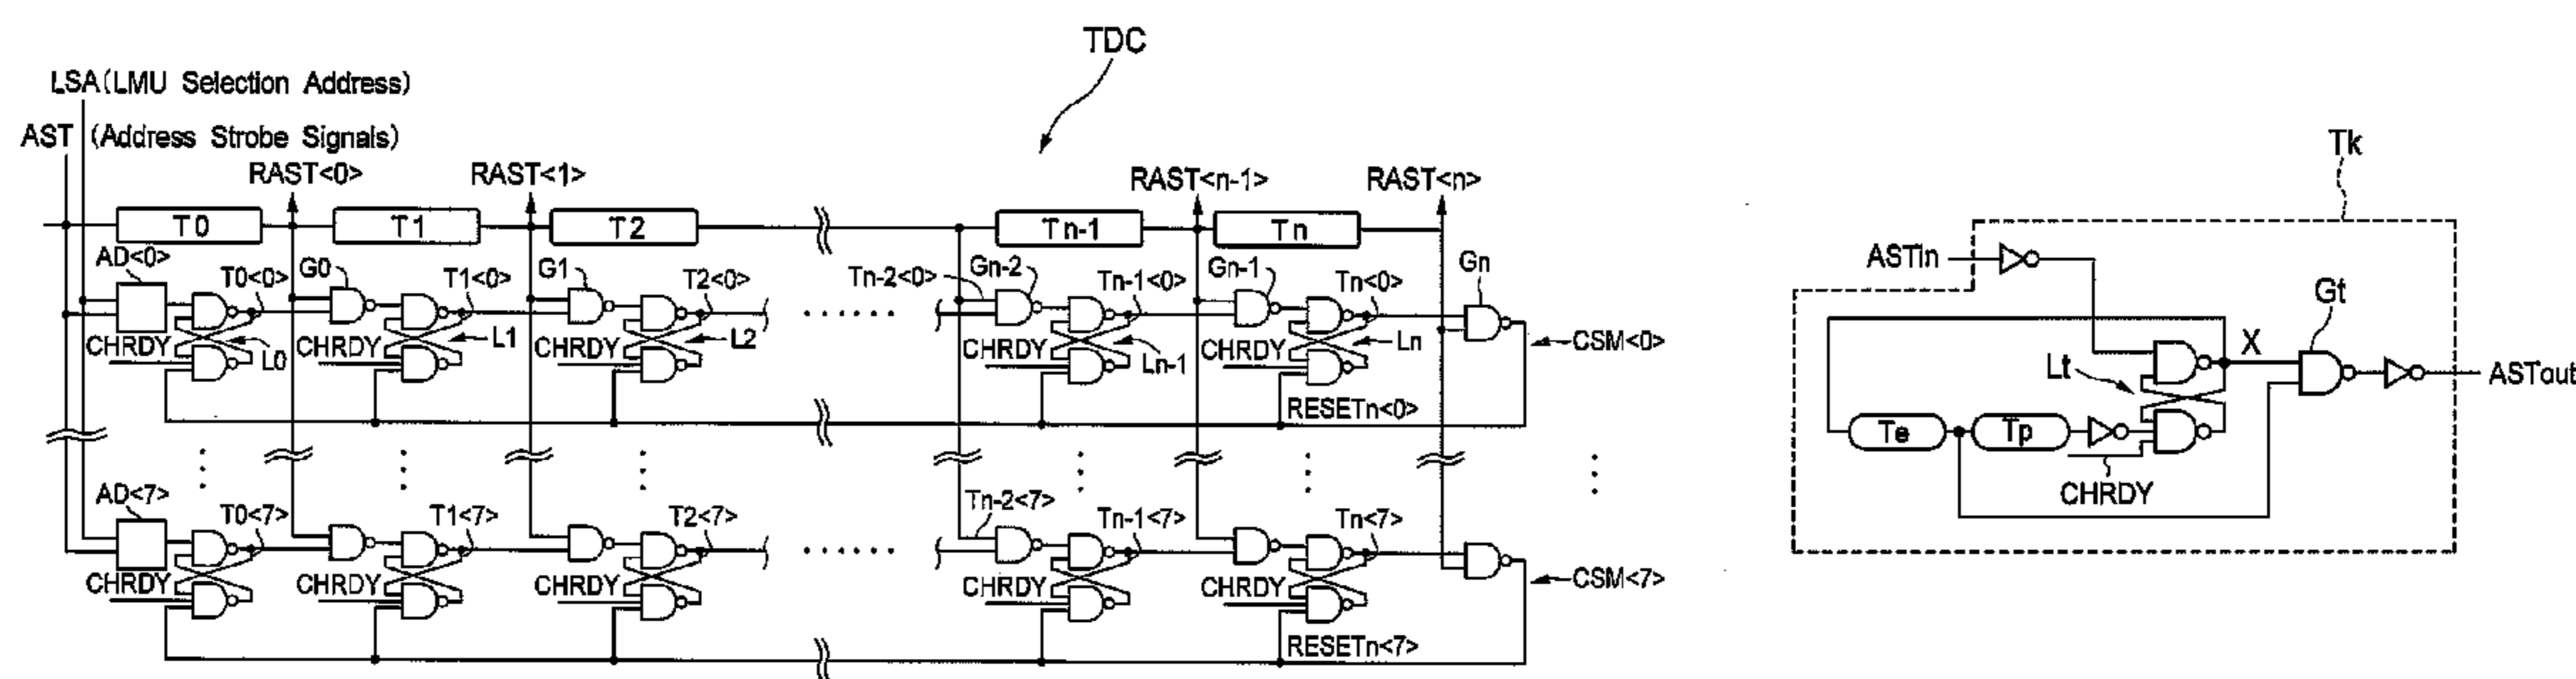 TDC
LSA(LMU Selection Address)
AST (Address Strobe Signals)
RAST<0> RAST<1> RAST<n-1> RAST<n>
T0 T1 T2 Tn-1 Tn
AD<0> T0<0> G0 T1<0> G1 T2<0> Tn-2<0> Gn-2 Tn-1<0> Gn-1 Tn<0> Gn
CHRDY L0 CHRDY L1 CHRDY L2 CHRDY Ln-1 CHRDY Ln CSM<0>
RESETn<0>
AD<7> T0<7> T1<7> T2<7> Tn-2<7> Tn-1<7> Tn<7>
CHRDY CHRDY CHRDY CHRDY CHRDY CSM<7>
RESETn<7>
Tk
ASTin
Gt
X
Lt
ASTout
Te Tp
CHRDY